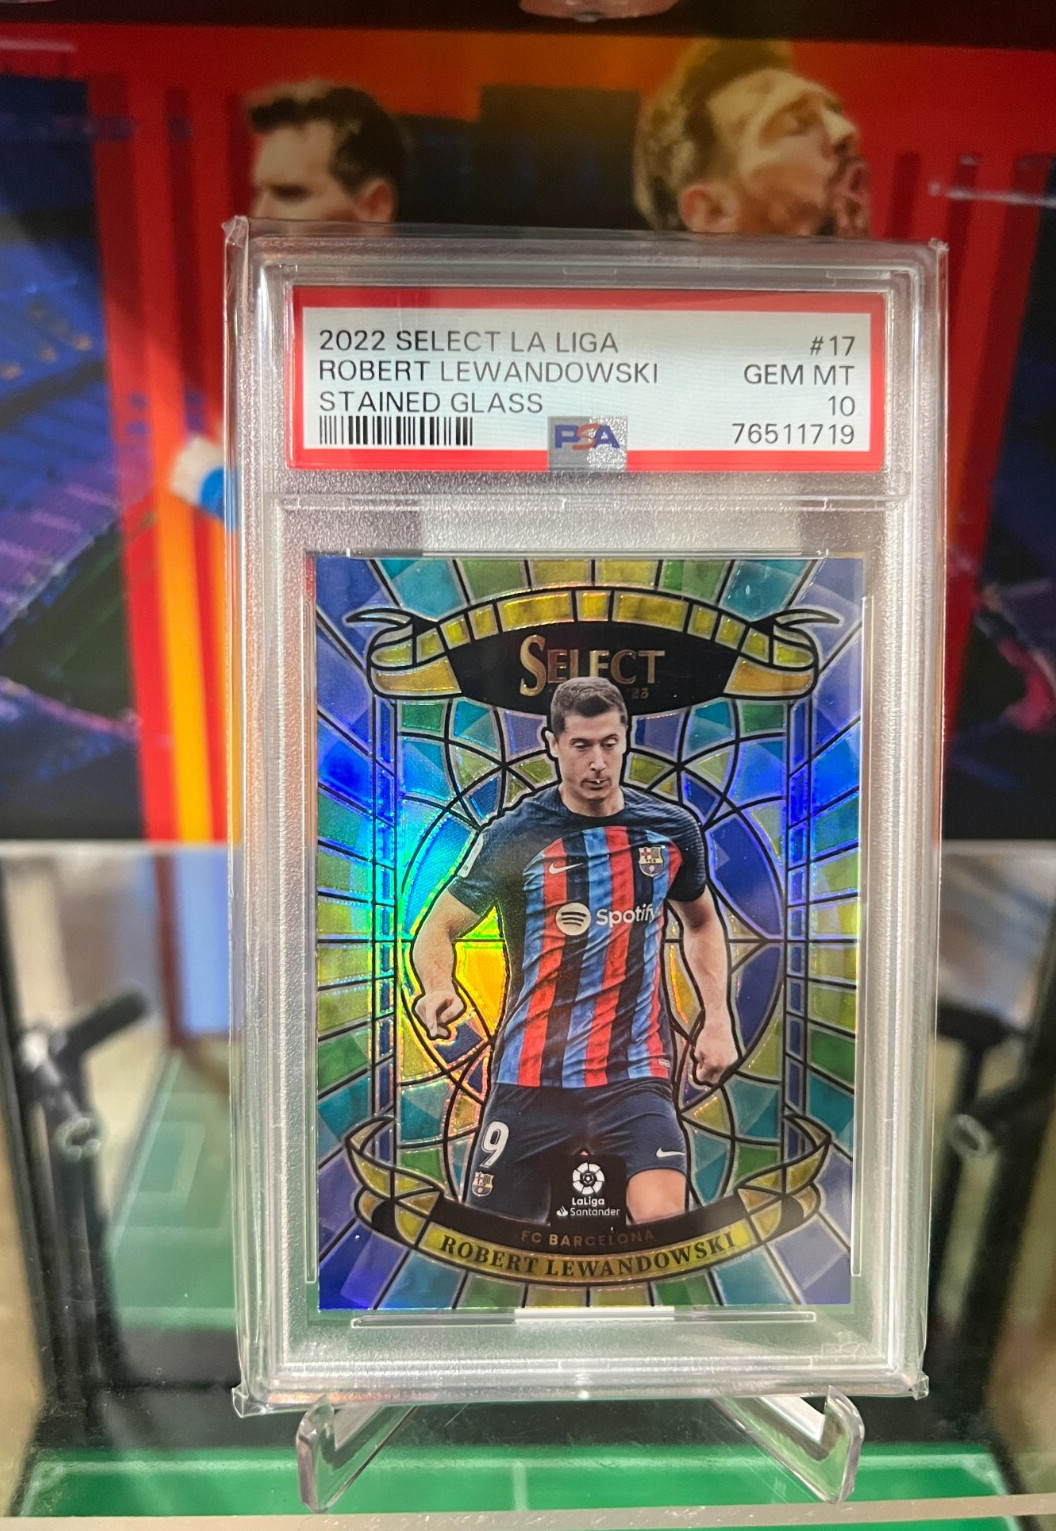 2022 SELECT LA LIGA #17
ROBERT LEWANDOWSKI GEM MT
STAINED GLASS 10
PSA 76511719
SELECT
23
Spotify
9
LaLiga
Santander
FC BARCELONA
ROBERT LEWANDOWSKI